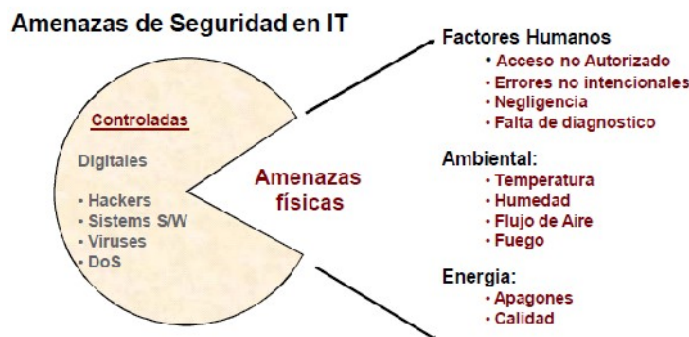 Amenazas de Seguridad en IT
Controladas
Digitales
• Hackers
• Sistems S/W
• Viruses
• DoS
Amenazas
físicas
Factores Humanos
• Acceso no Autorizado
• Errores no intencionales
• Negligencia
• Falta de diagnostico
Ambiental:
• Temperatura
• Humedad
• Flujo de Aire
• Fuego
Energia:
• Apagones
• Calidad